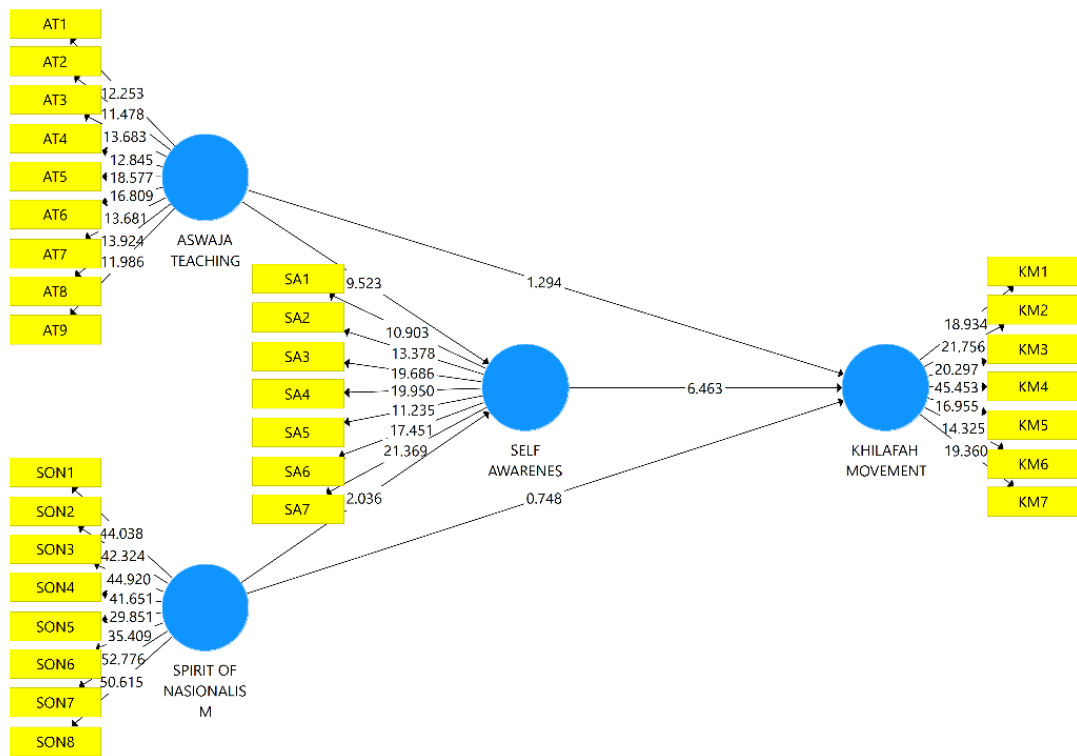 AT1
AT2
AT3
AT4
AT5
AT6
AT7
AT8
AT9
12.253
11.478
13.683
12.845
18.577
16.809
13.681
13.924
11.986
ASWAJA
TEACHING
9.523
1.294
SA1
SA2
SA3
SA4
SA5
SA6
SA7
10.903
13.378
19.686
19.950
11.235
17.451
21.369
SELF
AWARENES
6.463
2.036
0.748
KHILAFAH
MOVEMENT
18.934
21.756
20.297
45.453
16.955
14.325
19.360
KM1
KM2
KM3
KM4
KM5
KM6
KM7
SON1
SON2
SON3
SON4
SON5
SON6
SON7
SON8
44.038
42.324
44.920
41.651
29.851
35.409
52.776
50.615
SPIRIT OF
NASIONALIS
M